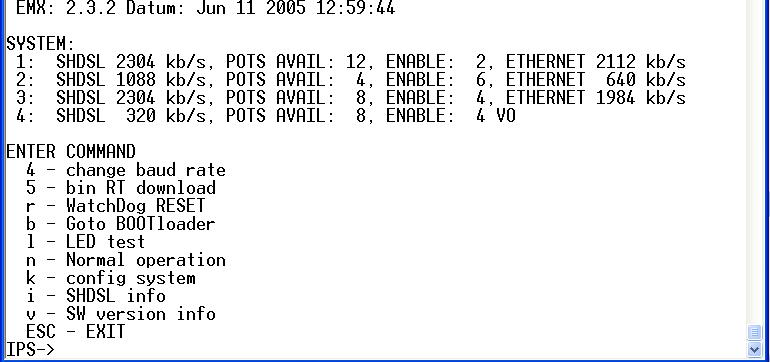 EMX: 2.3.2 Datum: Jun 11 2005 12:59:44
SYSTEM:
1: SHDSL 2304 kb/s, POTS AVAIL: 12, ENABLE: 2, ETHERNET 2112 kb/s
2: SHDSL 1088 kb/s, POTS AVAIL: 4, ENABLE: 6, ETHERNET 640 kb/s
3: SHDSL 2304 kb/s, POTS AVAIL: 8, ENABLE: 4, ETHERNET 1984 kb/s
4: SHDSL 320 kb/s, POTS AVAIL: 8, ENABLE: 4 VO
ENTER COMMAND
4 - change baud rate
5 - bin RT download
r - WatchDog RESET
b - Goto BOOTloader
l - LED test
n - Normal operation
k - config system
i - SHDSL info
v - SW version info
ESC - EXIT
IPS->